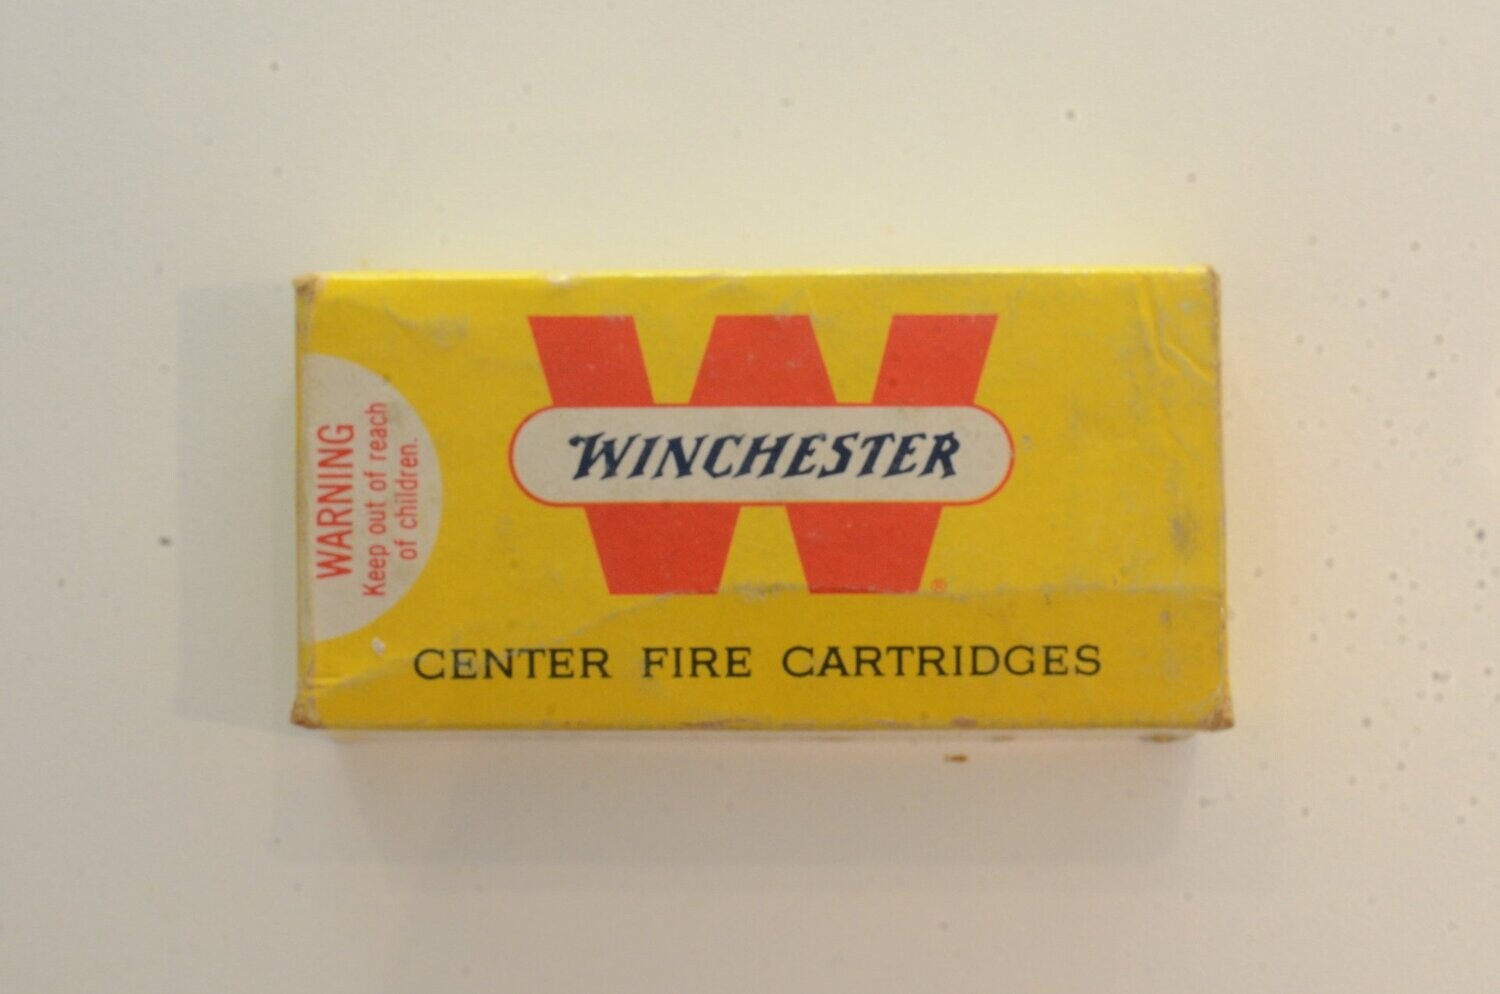 WARNING
Keep out of reach
of children.
WINCHESTER
®
CENTER FIRE CARTRIDGES